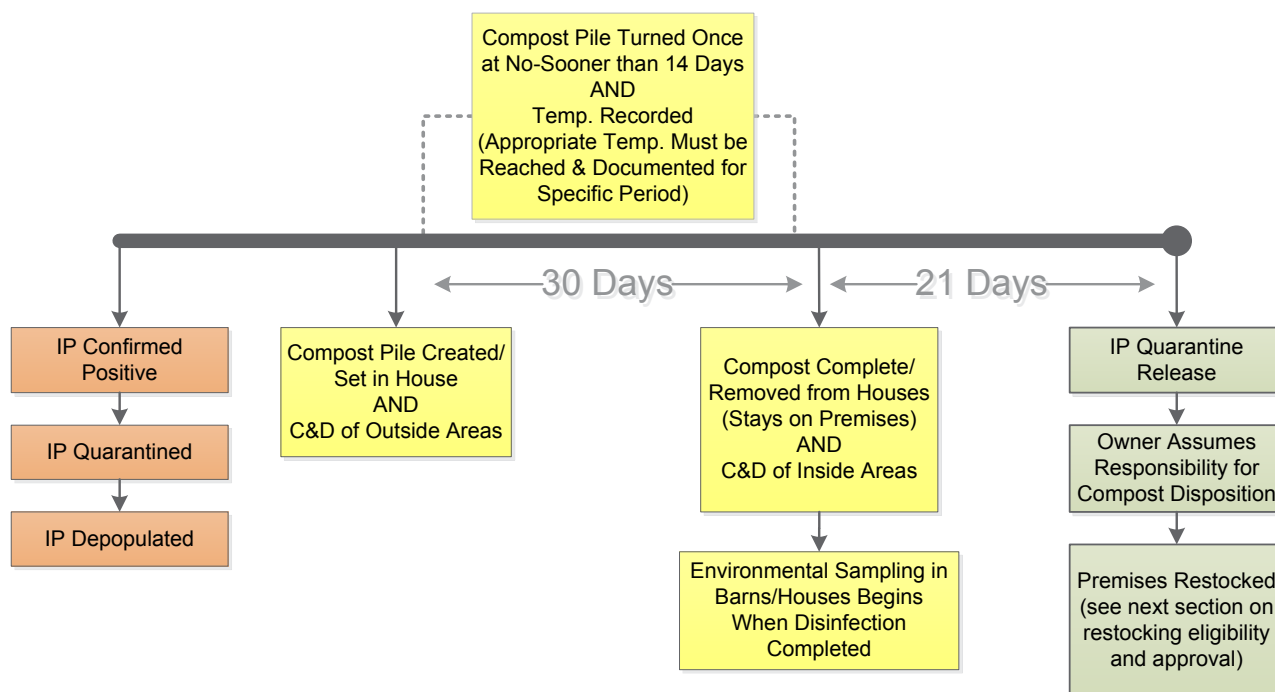 Compost Pile Turned Once
at No-Sooner than 14 Days
AND
Temp. Recorded
(Appropriate Temp. Must be
Reached & Documented for
Specific Period)
30 Days
21 Days
IP Confirmed
Positive
IP Quarantined
IP Depopulated
Compost Pile Created/
Set in House
AND
C&D of Outside Areas
Compost Complete/
Removed from Houses
(Stays on Premises)
AND
C&D of Inside Areas
Environmental Sampling in
Barns/Houses Begins
When Disinfection
Completed
IP Quarantine
Release
Owner Assumes
Responsibility for
Compost Disposition
Premises Restocked
(see next section on
restocking eligibility
and approval)